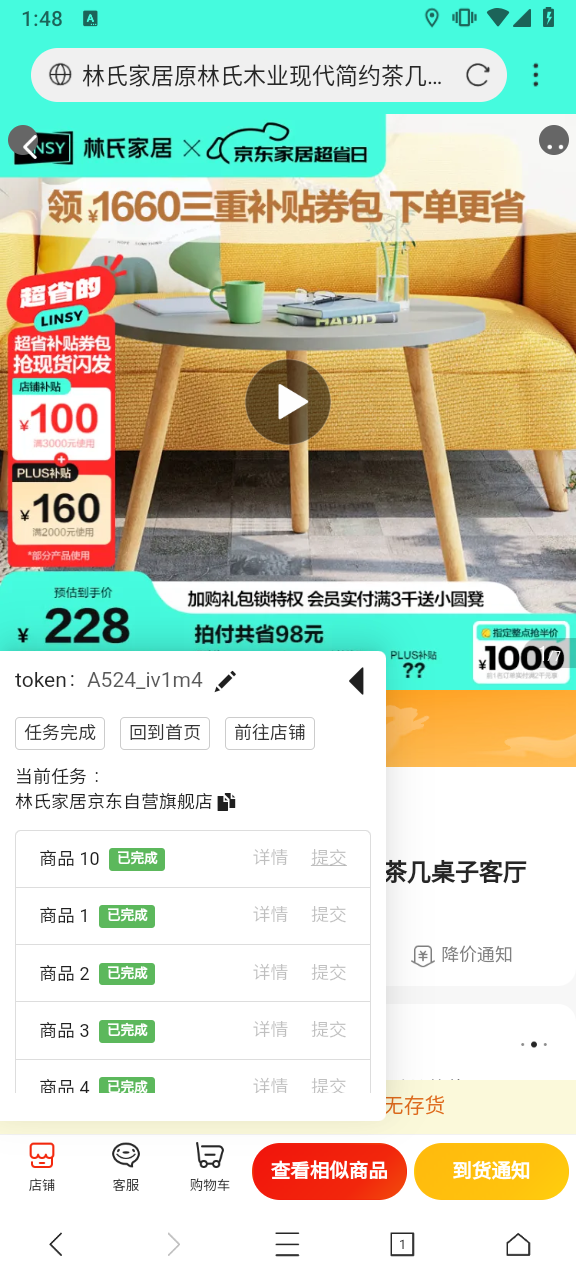 1:48
A
林氏家居原林氏木业现代简约茶几...
LINSY 林氏家居 × 京东家居超省日
领¥1660三重补贴券包 下单更省
超省的
LINSY
超省补贴券包
抢现货闪发
店铺补贴
¥100
满3000元使用
PLUS补贴
¥160
满2000元使用
*部分产品使用
HADID
预估到手价
¥ 228
加购礼包锁特权 会员实付满3千送小圆凳
拍付共省98元
PLUS补贴
??
指定整点抢半价
¥1000
token: A524_iv1m4
任务完成 回到首页 前往店铺
当前任务：
林氏家居京东自营旗舰店
商品 10 已完成 详情 提交
商品 1 已完成 详情 提交
商品 2 已完成 详情 提交
商品 3 已完成 详情 提交
商品 4 已完成 详情 提交
茶几桌子客厅
降价通知
无存货
店铺 客服 购物车 查看相似商品 到货通知
1